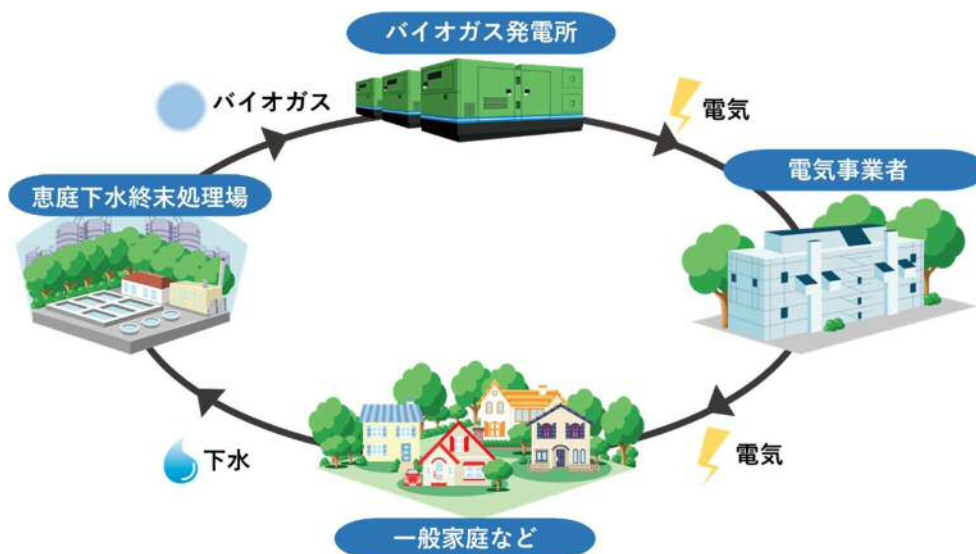 バイオガス発電所
バイオガス
電気
恵庭下水終末処理場
電気事業者
下水
電気
一般家庭など